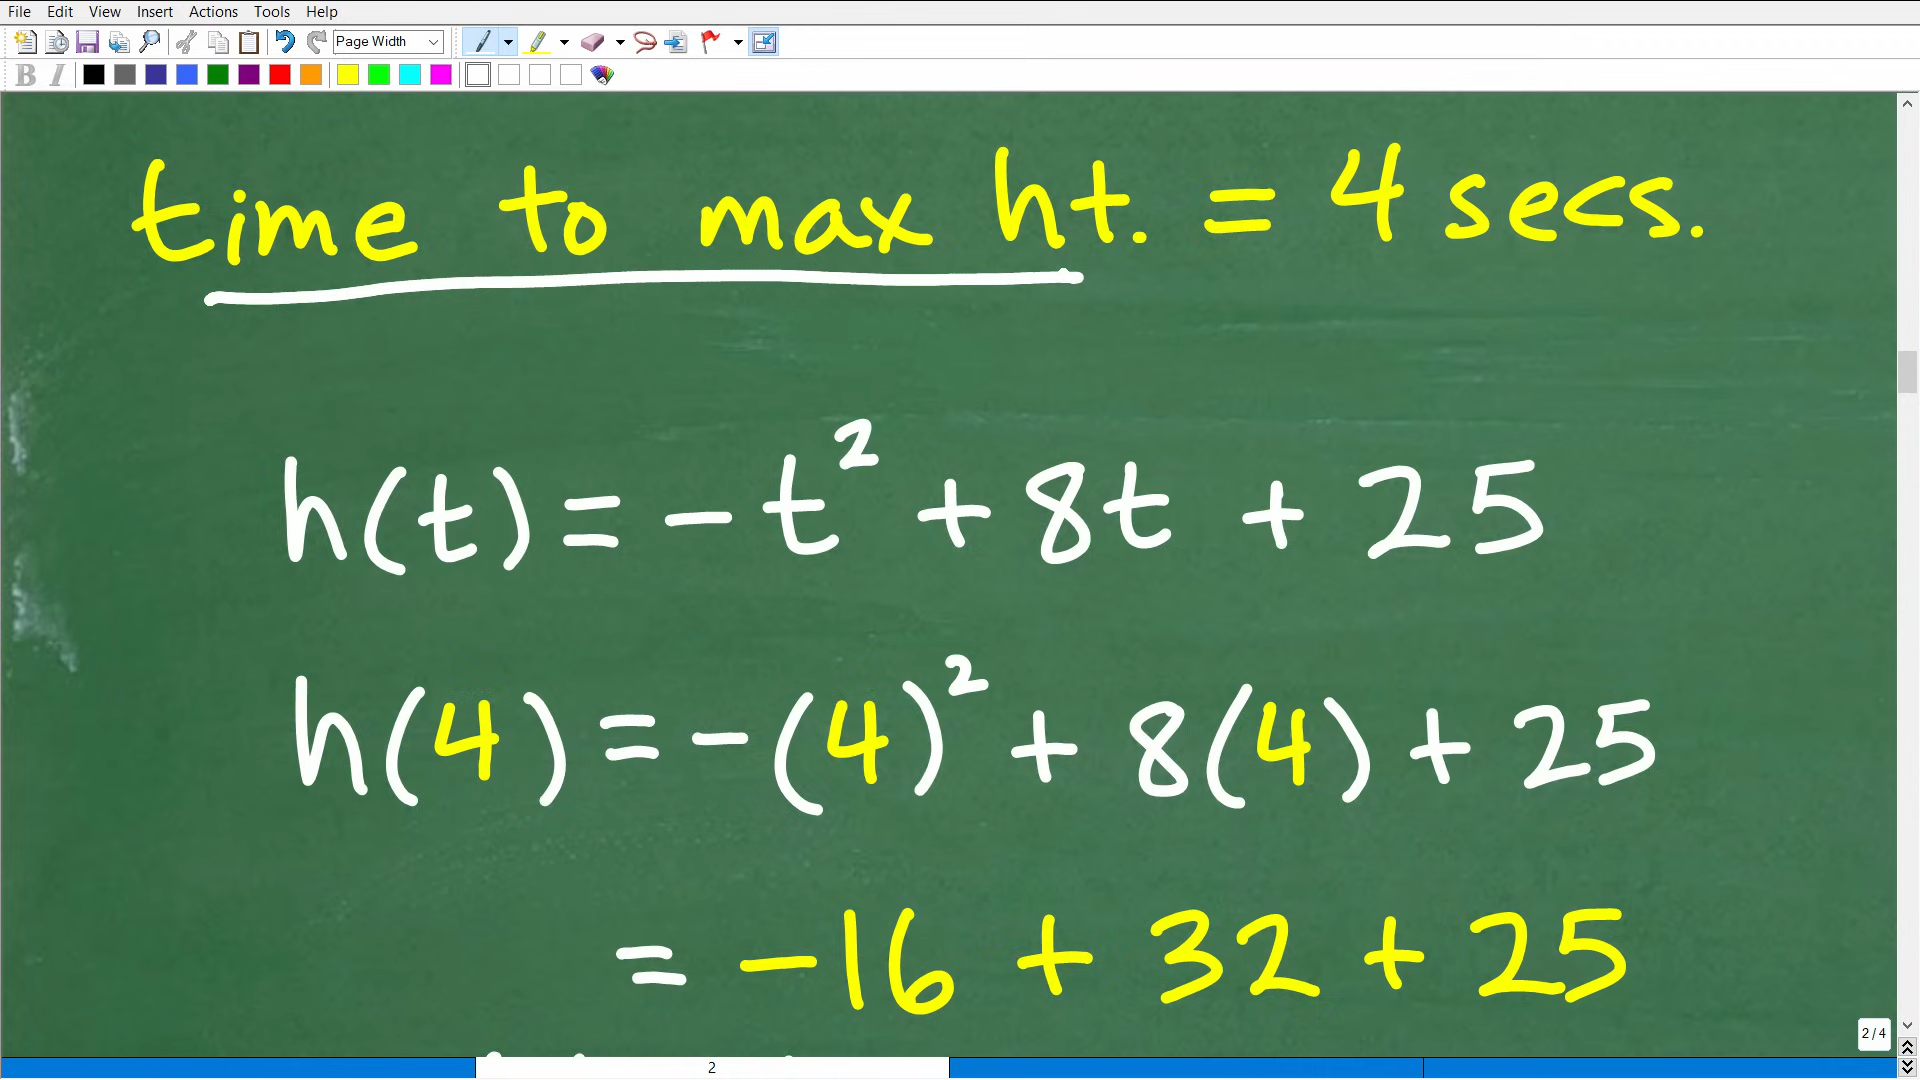 File Edit View Insert Actions Tools Help
Page Width
B I
time to max ht. = 4 secs.
h(t) = -t² + 8t + 25
h(4) = -(4)² + 8(4) + 25
= -16 + 32 + 25
2 / 4
2